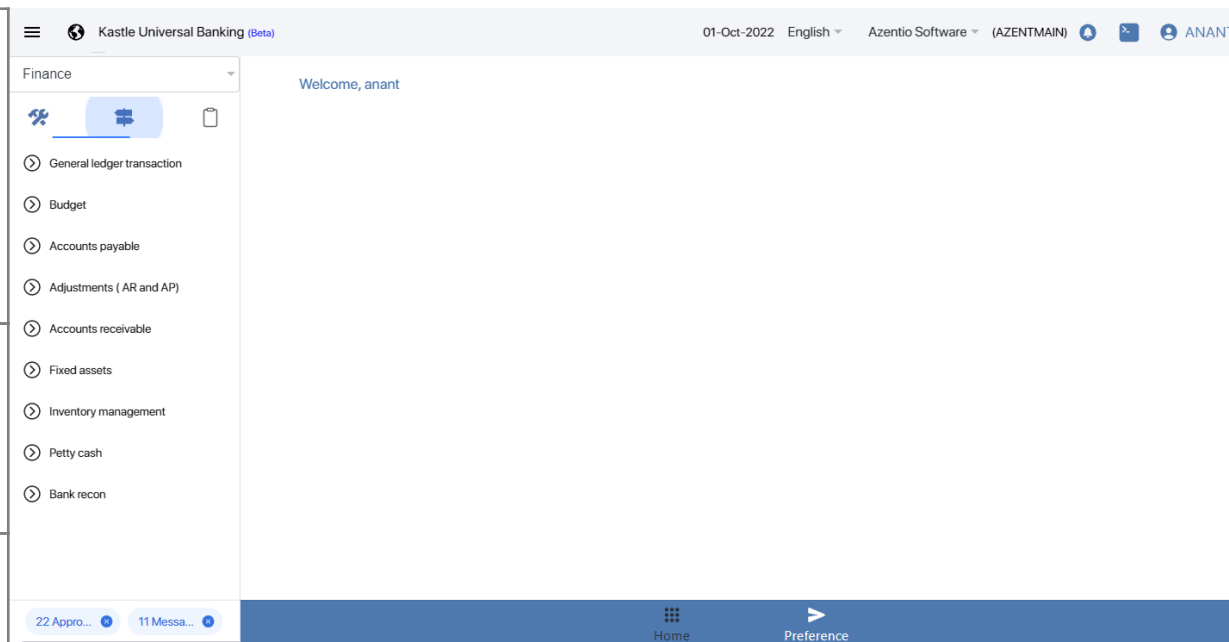 Kastle Universal Banking (Beta) 01-Oct-2022 English Azentio Software (AZENTMAIN) ANANT
Finance
Welcome, anant
General ledger transaction
Budget
Accounts payable
Adjustments ( AR and AP)
Accounts receivable
Fixed assets
Inventory management
Petty cash
Bank recon
22 Appro... 11 Messa...
Home Preference